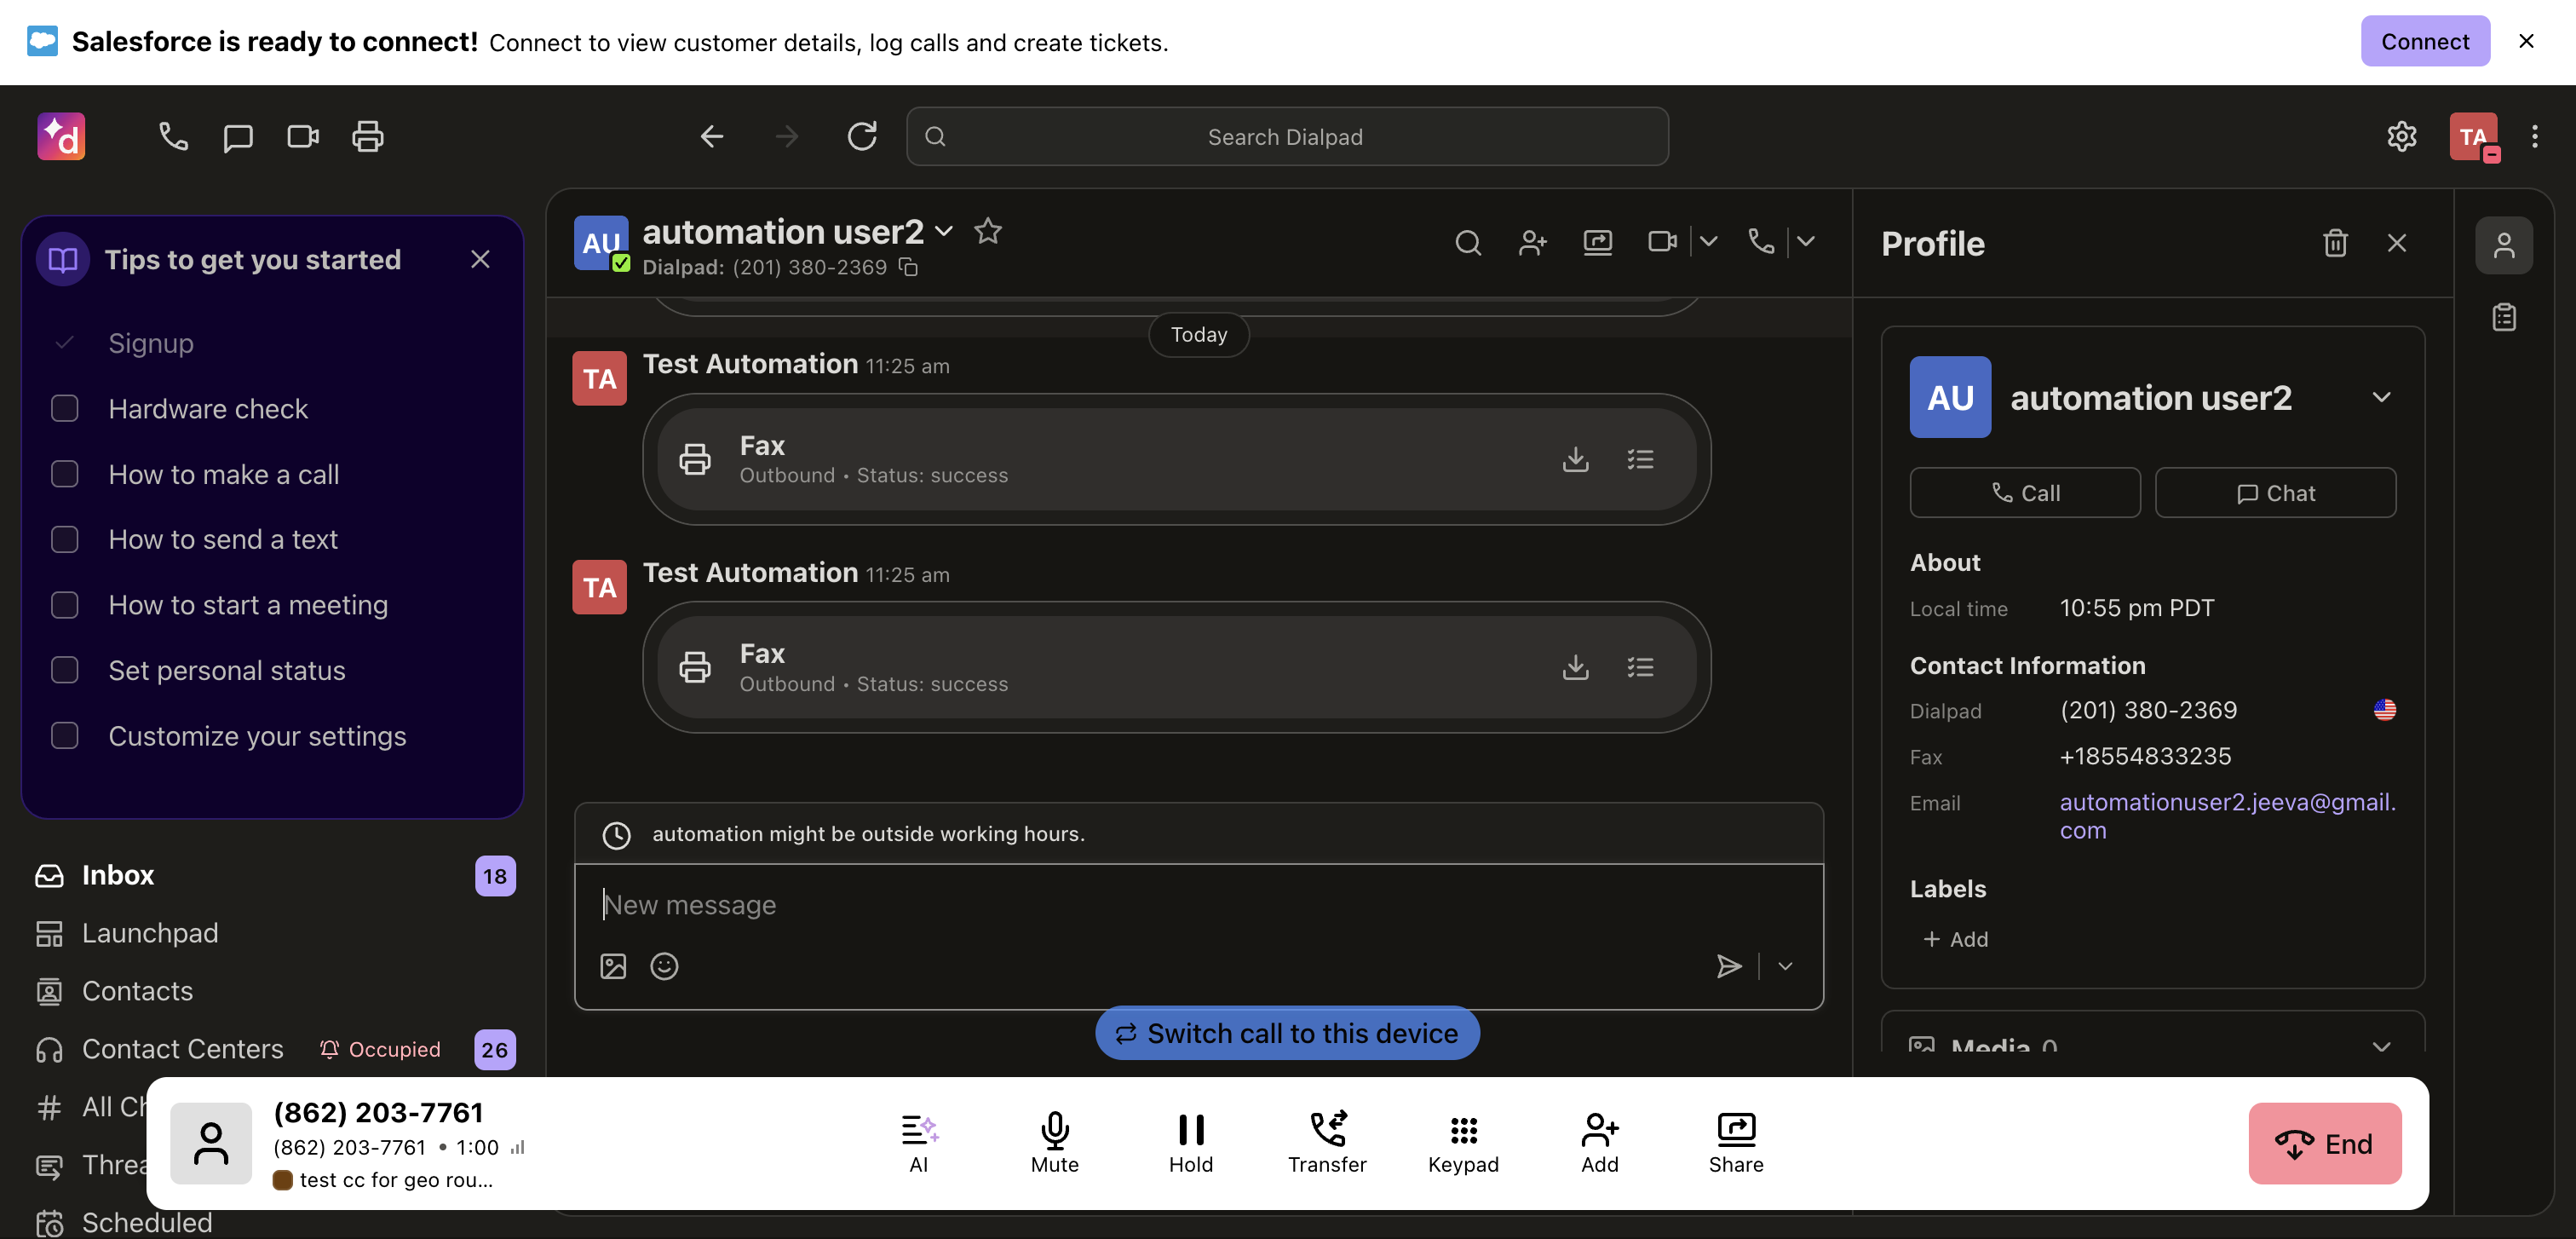 Salesforce is ready to connect! Connect to view customer details, log calls and create tickets.
Connect
d
Search Dialpad
TA
Tips to get you started
Signup
Hardware check
How to make a call
How to send a text
How to start a meeting
Set personal status
Customize your settings
Inbox 18
Launchpad
Contacts
Contact Centers Occupied 26
All Ch
Threa
Scheduled
AU automation user2
Dialpad: (201) 380-2369
Today
TA Test Automation 11:25 am
Fax
Outbound • Status: success
TA Test Automation 11:25 am
Fax
Outbound • Status: success
automation might be outside working hours.
New message
Switch call to this device
Profile
AU automation user2
Call Chat
About
Local time 10:55 pm PDT
Contact Information
Dialpad (201) 380-2369
Fax +18554833235
Email automationuser2.jeeva@gmail.
com
Labels
+ Add
Media 0
(862) 203-7761
(862) 203-7761 • 1:00
test cc for geo rou...
AI Mute Hold Transfer Keypad Add Share
End